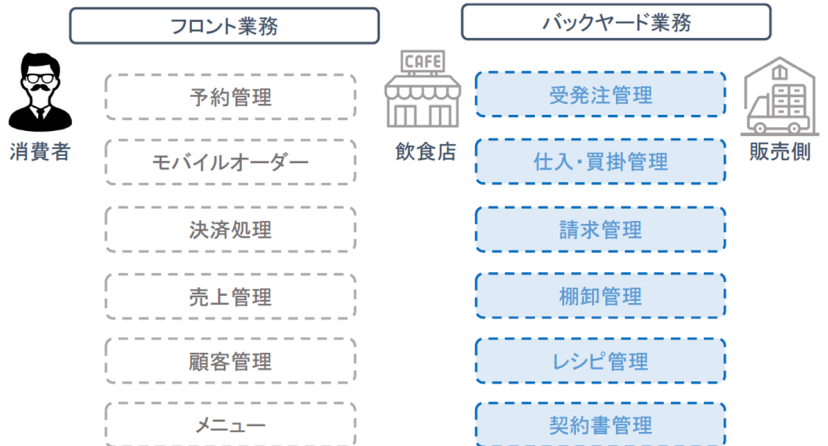 フロント業務
バックヤード業務
消費者
予約管理
モバイルオーダー
決済処理
売上管理
顧客管理
メニュー
CAFE
飲食店
受発注管理
仕入・買掛管理
請求管理
棚卸管理
レシピ管理
契約書管理
販売側